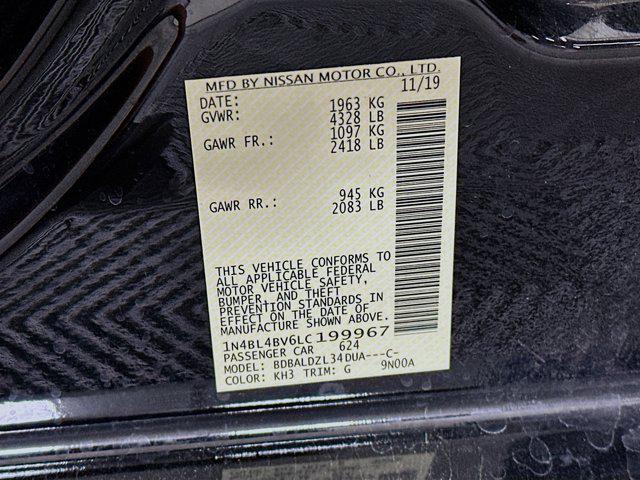 MFD BY NISSAN MOTOR CO., LTD.
DATE: 11/19
GVWR: 1963 KG
4328 LB
GAWR FR.: 1097 KG
2418 LB
GAWR RR.: 945 KG
2083 LB
THIS VEHICLE CONFORMS TO
ALL APPLICABLE FEDERAL
MOTOR VEHICLE SAFETY,
BUMPER, AND THEFT
PREVENTION STANDARDS IN
EFFECT ON THE DATE OF
MANUFACTURE SHOWN ABOVE.
1N4BL4BV6LC199967
PASSENGER CAR 624
MODEL: BDBALDZL34DUA---C-
COLOR: KH3 TRIM: G 9N00A